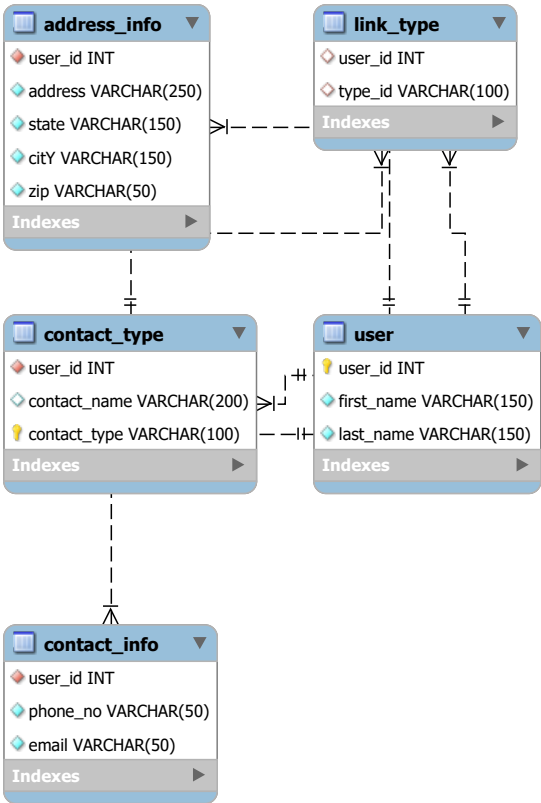 address_info
user_id INT
address VARCHAR(250)
state VARCHAR(150)
citY VARCHAR(150)
zip VARCHAR(50)
Indexes
link_type
user_id INT
type_id VARCHAR(100)
Indexes
contact_type
user_id INT
contact_name VARCHAR(200)
contact_type VARCHAR(100)
Indexes
user
user_id INT
first_name VARCHAR(150)
last_name VARCHAR(150)
Indexes
contact_info
user_id INT
phone_no VARCHAR(50)
email VARCHAR(50)
Indexes